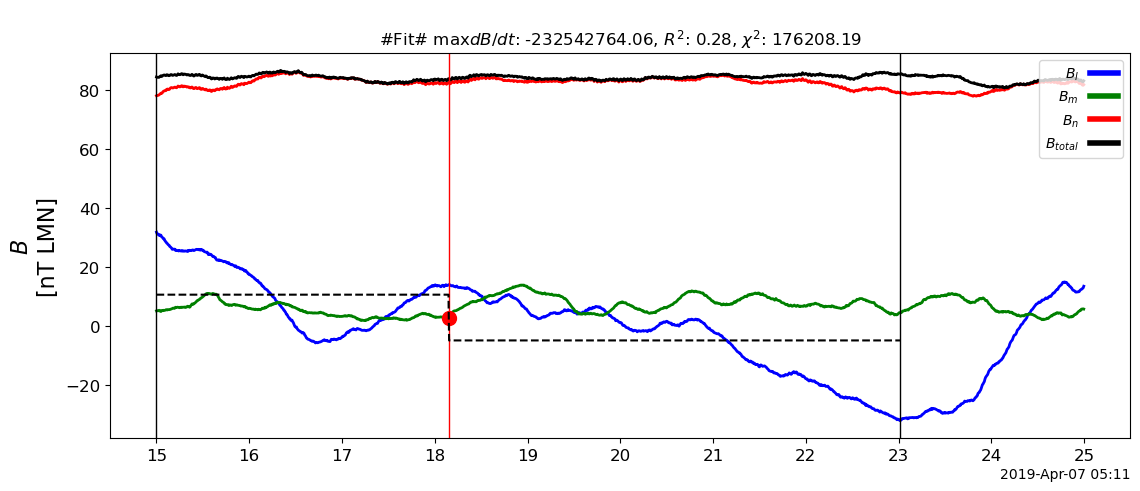 #Fit# maxdB/dt: -232542764.06, R²: 0.28, χ²: 176208.19
B
[nT LMN]
80
60
40
20
0
−20
B_l
B_m
B_n
B_total
15 16 17 18 19 20 21 22 23 24 25
2019-Apr-07 05:11